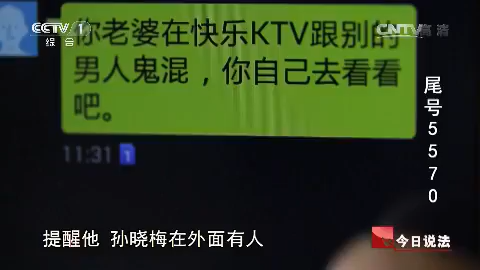 CCTV 1
综合
CNTV高清
你老婆在快乐KTV跟别的
男人鬼混，你自己去看看
吧。
11:31 1
尾号5570
提醒他 孙晓梅在外面有人
今日说法